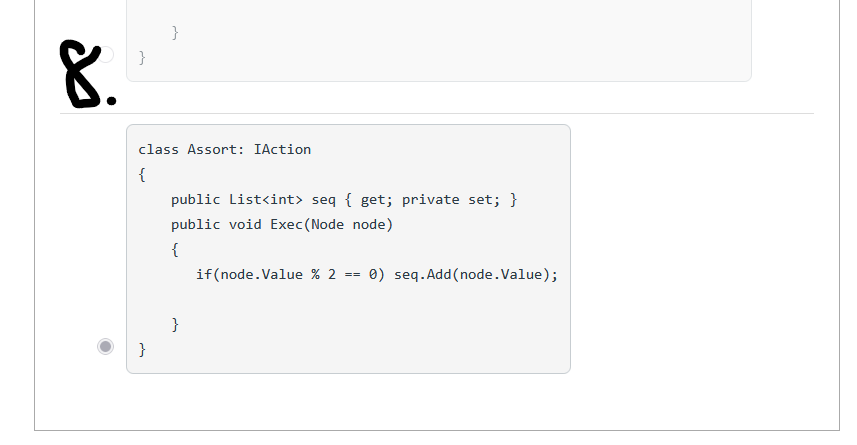 }
}
8.
class Assort: IAction
{
public List<int> seq { get; private set; }
public void Exec(Node node)
{
if(node.Value % 2 == 0) seq.Add(node.Value);
}
}